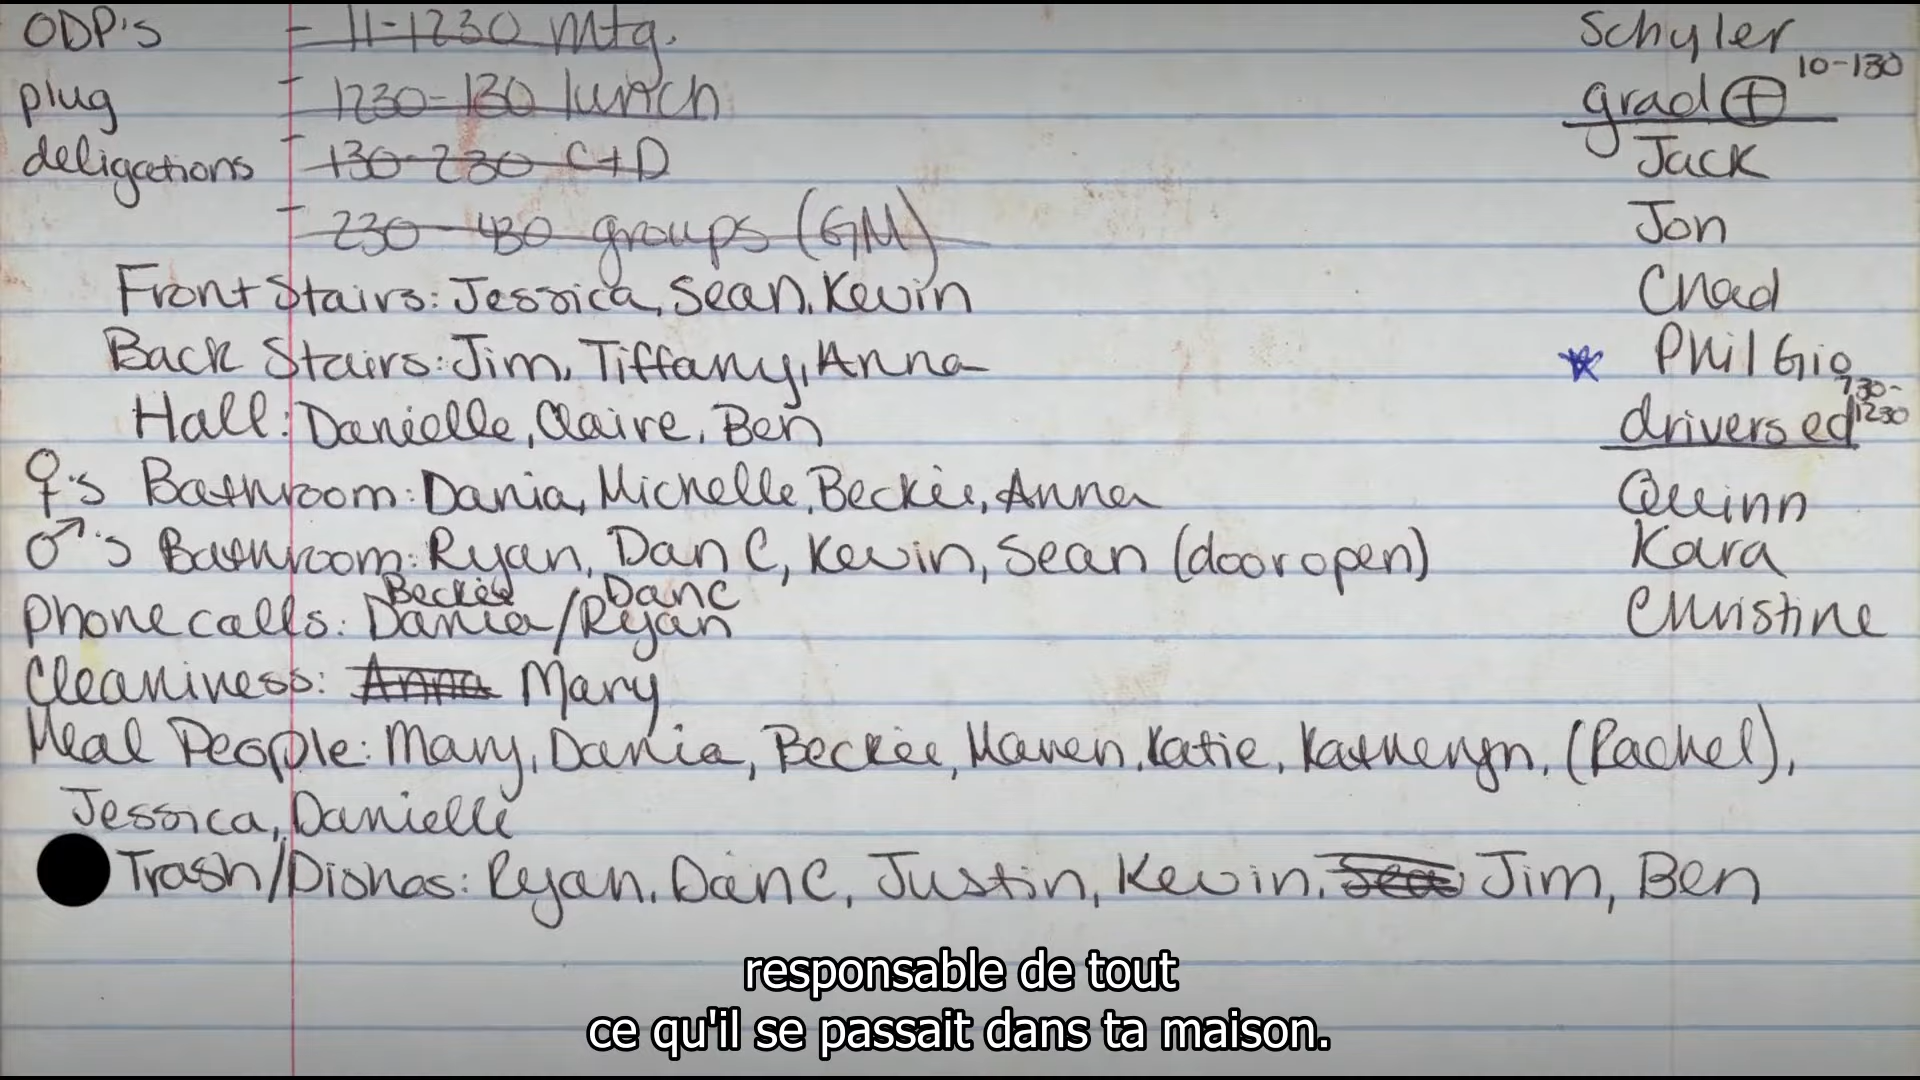 ODP's - 11-1230 Mtg.
plug - 1230-130 lunch
deligations - 130-230 C+D
- 230-430 groups (GM)
Front Stairs: Jessica, Sean, Kevin
Back Stairs: Jim, Tiffany, Anna
Hall: Danielle, Claire, Ben
♀'s Bathroom: Dania, Michelle, Beckie, Anna
♂'s Bathroom: Ryan, Dan C, Kevin, Sean (door open)
Beckie Dan C
phone calls: Dania/Ryan
Cleaniness: Anna Mary
Meal People: Mary, Dania, Beckie, Maren, Katie, Katheryn, (Rachel),
Jessica, Danielle
Trash/Dishes: Ryan, Dan C, Justin, Kevin, Sea Jim, Ben
Schyler
10-130
grad ⊕
Jack
Jon
Chad
Phil Gio
730-
drivers ed 1230
Quinn
Kara
Christine
responsable de tout
ce qu'il se passait dans ta maison.